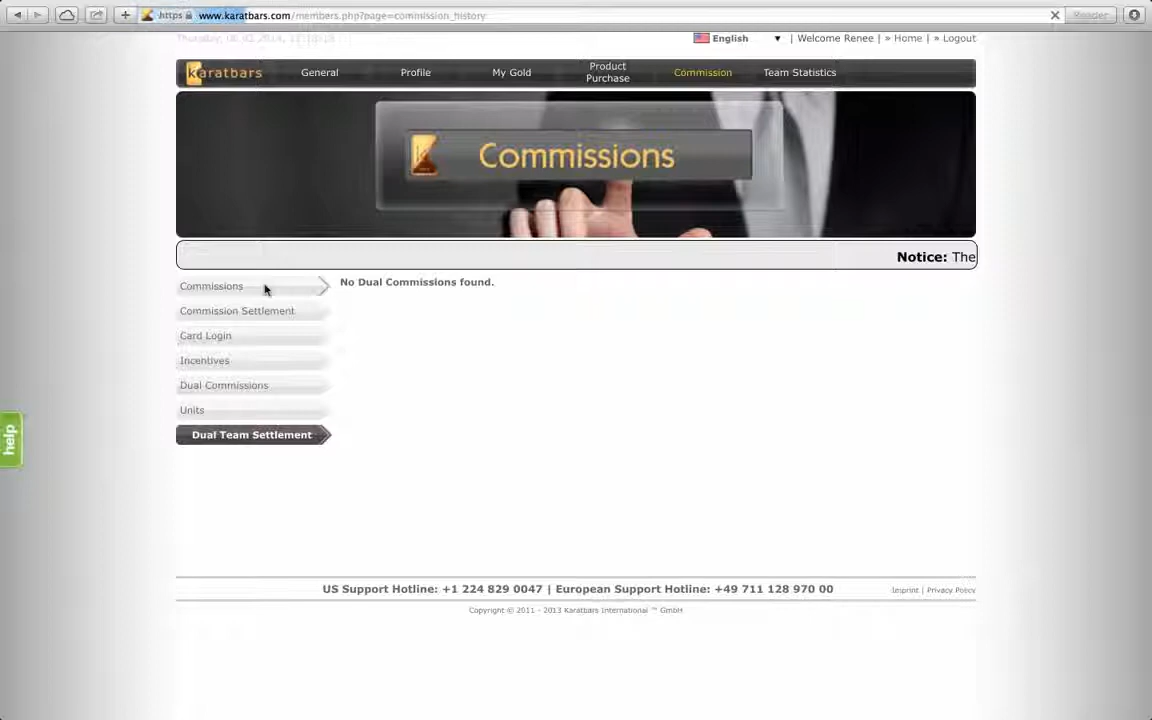 https www.karatbars.com/members.php?page=commission_history
Reader
English | Welcome Renee | » Home | » Logout
karatbars General Profile My Gold Product Purchase Commission Team Statistics
Commissions
Notice: The
Commissions
No Dual Commissions found.
Commission Settlement
Gard Login
Incentives
Dual Commissions
Units
Dual Team Settlement
help
US Support Hotline: +1 224 829 0047 | European Support Hotline: +49 711 128 970 00
Imprint | Privacy Policy
Copyright © 2011 - 2013 Karatbars International ™ GmbH